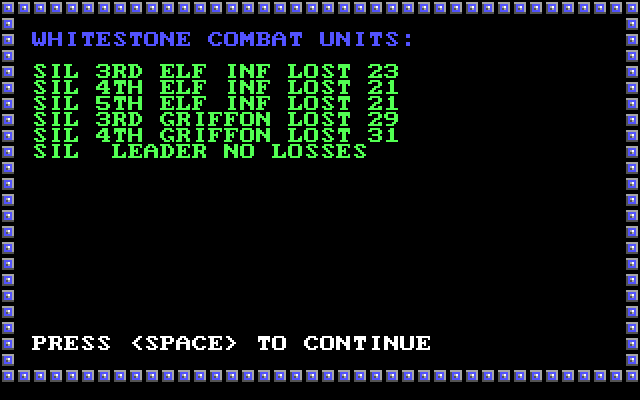 WHITESTONE COMBAT UNITS:
SIL 3RD ELF INF LOST 23
SIL 4TH ELF INF LOST 21
SIL 5TH ELF INF LOST 21
SIL 3RD GRIFFON LOST 29
SIL 4TH GRIFFON LOST 31
SIL  LEADER NO LOSSES
PRESS <SPACE> TO CONTINUE